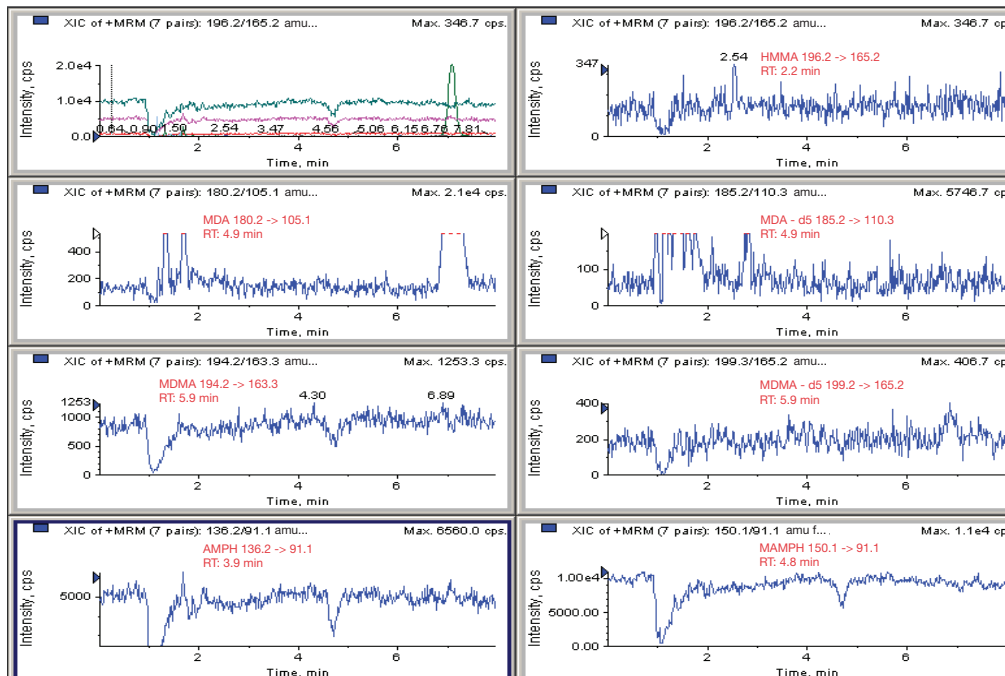 XIC of +MRM (7 pairs): 196.2/165.2 amu... Max. 346.7 cps.
Intensity, cps
2.0e4
1.0e4
0.0
0.64 0.90 1.50 2.54 3.47 4.56 5.06 6.15 6.76 7.81
2 4 6
Time, min
XIC of +MRM (7 pairs): 196.2/165.2 amu... Max. 346.7 cps.
Intensity, cps
347
0
2.54
HMMA 196.2 -> 165.2
RT: 2.2 min
2 4 6
Time, min
XIC of +MRM (7 pairs): 180.2/105.1 amu... Max. 2.1e4 cps.
Intensity, cps
400
200
0
MDA 180.2 -> 105.1
RT: 4.9 min
2 4 6
Time, min
XIC of +MRM (7 pairs): 185.2/110.3 amu... Max. 5746.7 cps.
Intensity, cps
100
0
MDA - d5 185.2 -> 110.3
RT: 4.9 min
2 4 6
Time, min
XIC of +MRM (7 pairs): 194.2/163.3 amu... Max. 1253.3 cps.
Intensity, cps
1253
1000
500
0
MDMA 194.2 -> 163.3
RT: 5.9 min
4.30 6.89
2 4 6
Time, min
XIC of +MRM (7 pairs): 199.3/165.2 amu... Max. 406.7 cps.
Intensity, cps
400
200
0
MDMA - d5 199.2 -> 165.2
RT: 5.9 min
2 4 6
Time, min
XIC of +MRM (7 pairs): 136.2/91.1 amu... Max. 6560.0 cps.
Intensity, cps
5000
AMPH 136.2 -> 91.1
RT: 3.9 min
2 4 6
Time, min
XIC of +MRM (7 pairs): 150.1/91.1 amu f... Max. 1.1e4 cp
Intensity, cps
1.00e4
5000.00
0.00
MAMPH 150.1 -> 91.1
RT: 4.8 min
2 4 6
Time, min